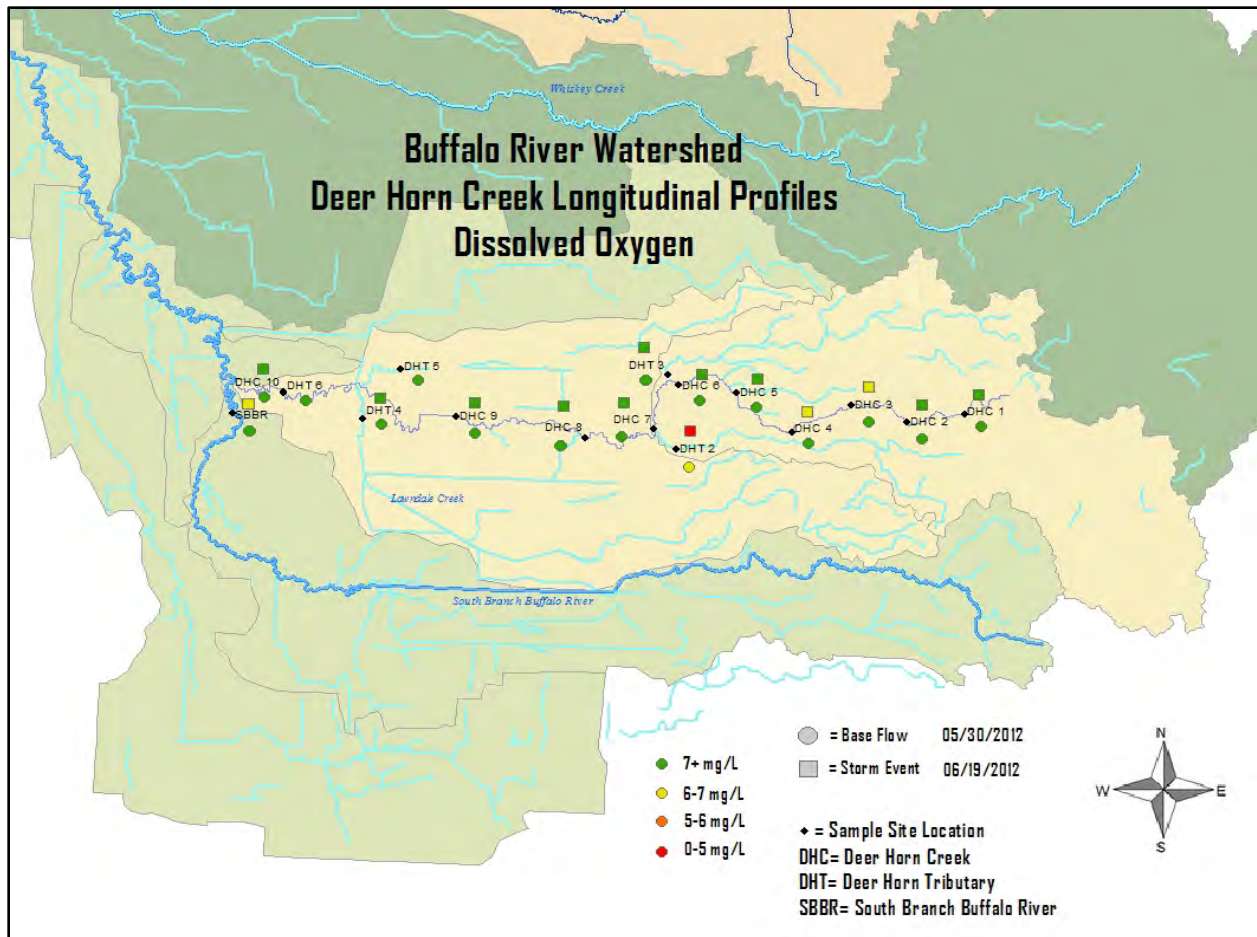 Whiskey Creek
Buffalo River Watershed
Deer Horn Creek Longitudinal Profiles
Dissolved Oxygen
DHT 5
DHT 3
DHC 10
DHT 6
DHC 6
DHC 5
SBBR
DHT 4
DHC 9
DHC 7
DHC 8
DHT 2
DHC 4
DHC 3
DHC 2
DHC 1
Lawndale Creek
South Branch Buffalo River
7+ mg/L
6-7 mg/L
5-6 mg/L
0-5 mg/L
= Base Flow 05/30/2012
= Storm Event 06/19/2012
= Sample Site Location
DHC= Deer Horn Creek
DHT= Deer Horn Tributary
SBBR= South Branch Buffalo River
N
W E
S